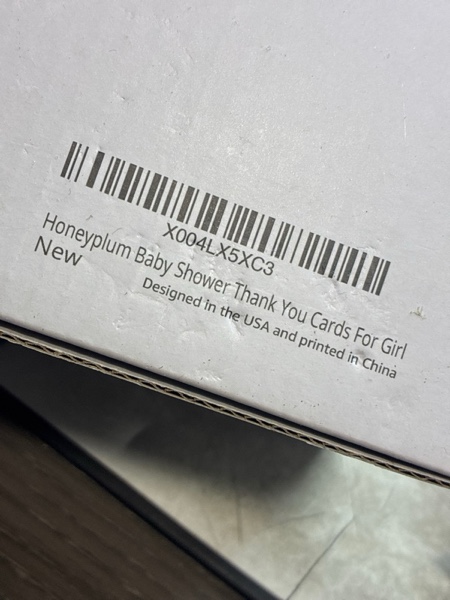 X004LX5XC3
Honeyplum Baby Shower Thank You Cards For Girl
New
Designed in the USA and printed in China